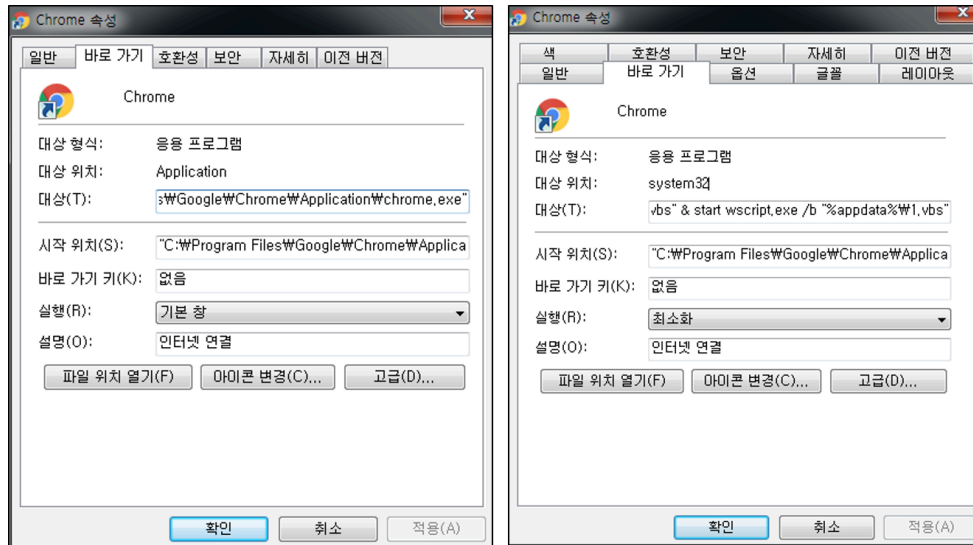 Chrome 속성
일반 바로 가기 호환성 보안 자세히 이전 버전
Chrome
대상 형식: 응용 프로그램
대상 위치: Application
대상(T): s₩Google₩Chrome₩Application₩chrome.exe"
시작 위치(S): "C:₩Program Files₩Google₩Chrome₩Applica
바로 가기 키(K): 없음
실행(R): 기본 창
설명(O): 인터넷 연결
파일 위치 열기(F) 아이콘 변경(C)... 고급(D)...
확인 취소 적용(A)
Chrome 속성
색 호환성 보안 자세히 이전 버전
일반 바로 가기 옵션 글꼴 레이아웃
Chrome
대상 형식: 응용 프로그램
대상 위치: system32
대상(T): vbs" & start wscript.exe /b "%appdata%₩1.vbs"
시작 위치(S): "C:₩Program Files₩Google₩Chrome₩Applica
바로 가기 키(K): 없음
실행(R): 최소화
설명(O): 인터넷 연결
파일 위치 열기(F) 아이콘 변경(C)... 고급(D)...
확인 취소 적용(A)